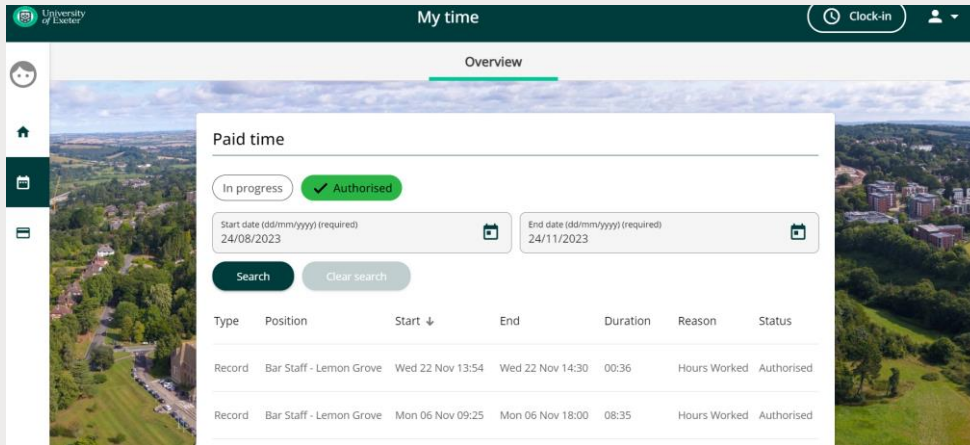 University
of Exeter
My time
Clock-in
Overview
Paid time
In progress
Authorised
Start date (dd/mm/yyyy) (required)
24/08/2023
End date (dd/mm/yyyy) (required)
24/11/2023
Search
Clear search
Type Position Start End Duration Reason Status
Record Bar Staff - Lemon Grove Wed 22 Nov 13:54 Wed 22 Nov 14:30 00:36 Hours Worked Authorised
Record Bar Staff - Lemon Grove Mon 06 Nov 09:25 Mon 06 Nov 18:00 08:35 Hours Worked Authorised